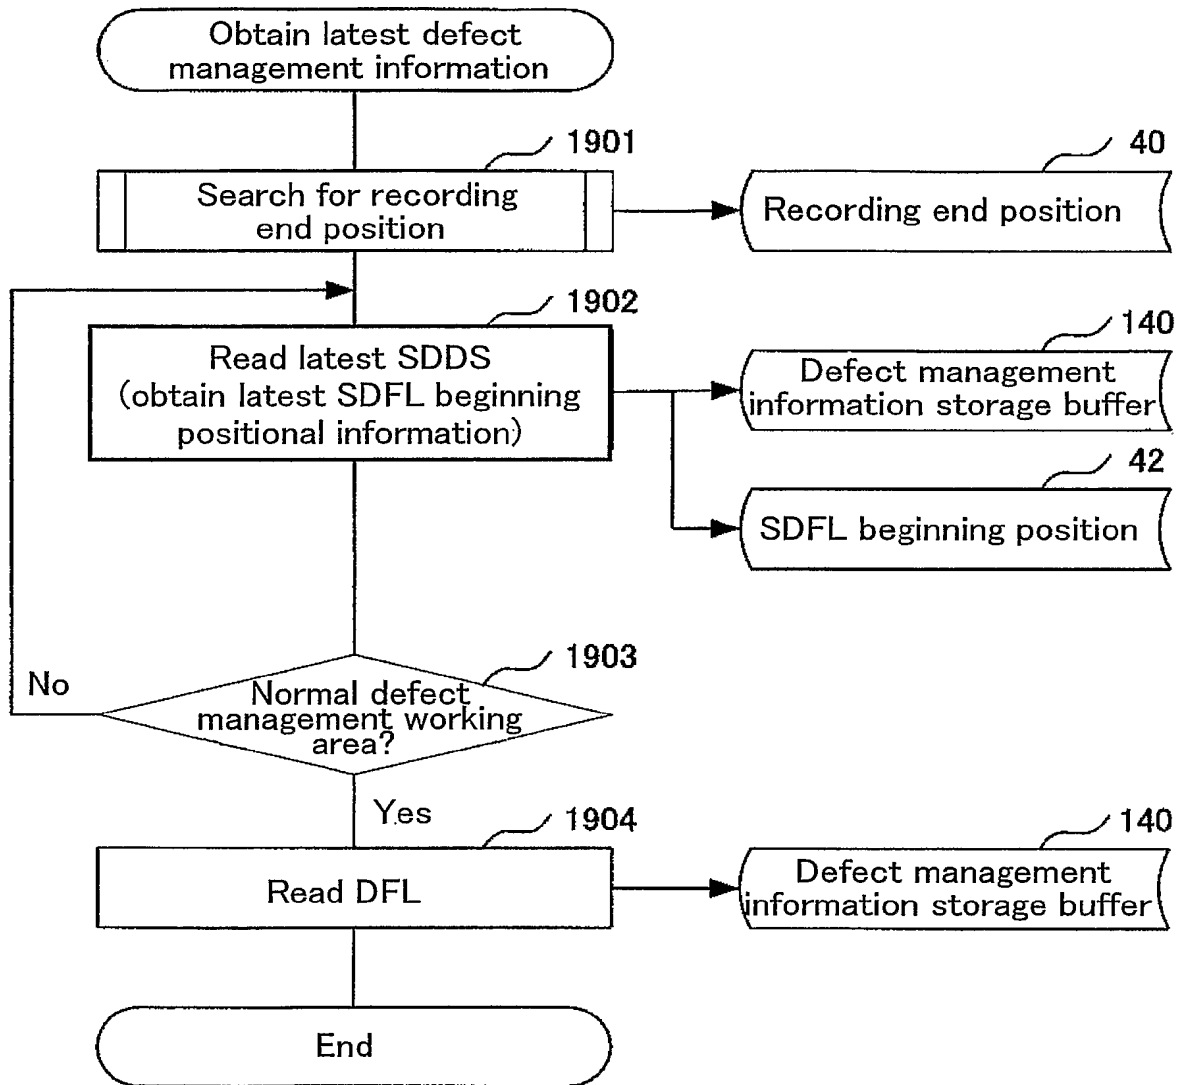 Obtain latest defect
management information
1901
Search for recording
end position
40
Recording end position
1902
Read latest SDDS
(obtain latest SDFL beginning
positional information)
140
Defect management
information storage buffer
42
SDFL beginning position
1903
Normal defect
management working
area?
No
Yes
1904
Read DFL
140
Defect management
information storage buffer
End